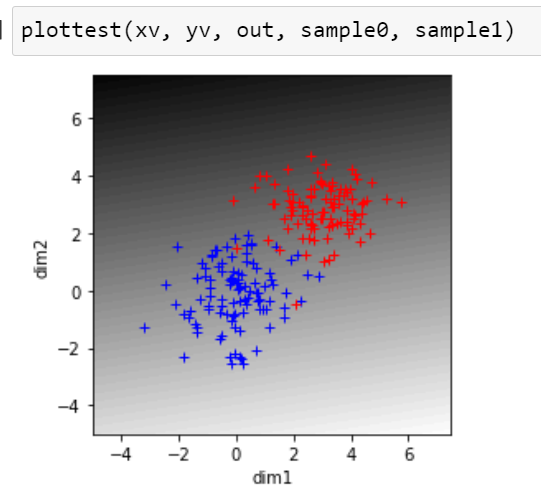 plottest(xv, yv, out, sample0, sample1)
6
4
2
0
−2
−4
dim2
−4 −2 0 2 4 6
dim1